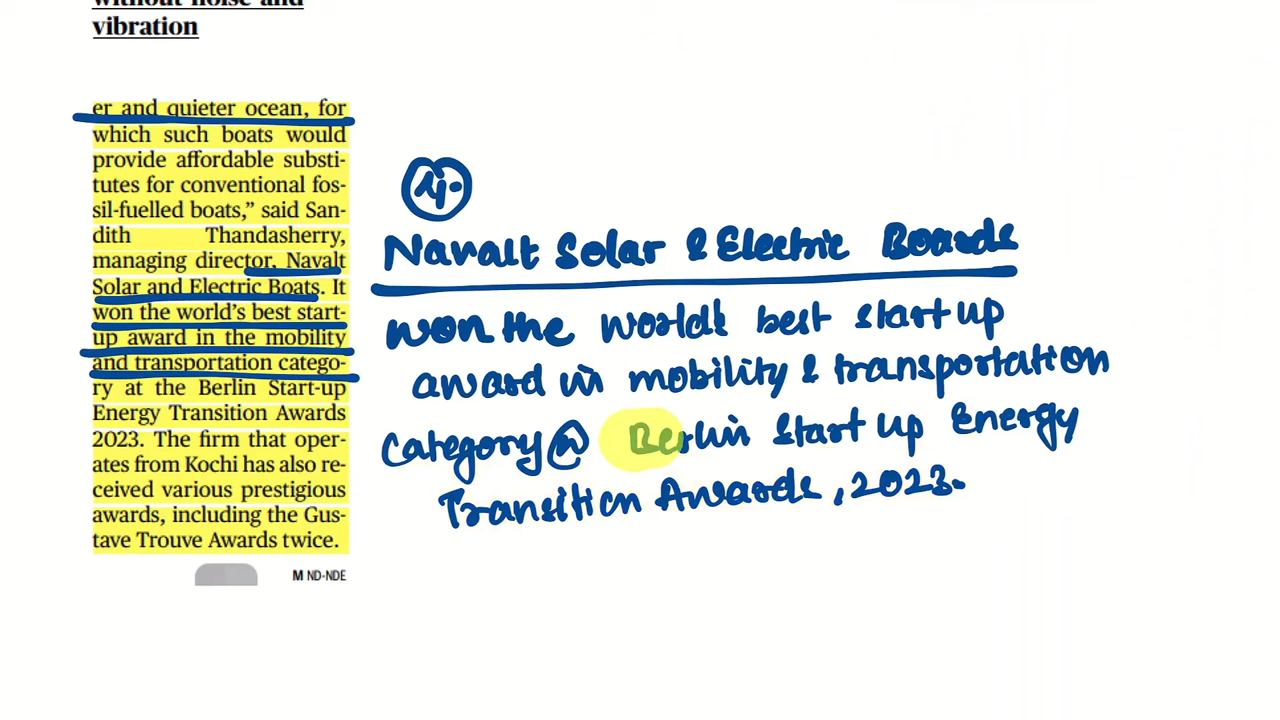 without noise and
vibration
er and quieter ocean, for
which such boats would
provide affordable substi-
tutes for conventional fos-
sil-fuelled boats,” said San-
dith Thandasherry,
managing director, Navalt
Solar and Electric Boats. It
won the world’s best start-
up award in the mobility
and transportation catego-
ry at the Berlin Start-up
Energy Transition Awards
2023. The firm that oper-
ates from Kochi has also re-
ceived various prestigious
awards, including the Gus-
tave Trouve Awards twice.
M ND-NDE
Navalt Solar & Electric Boards
won the world's best start up
award in mobility & transportation
Category @ Berlin start up Energy
Transition Awards, 2023.